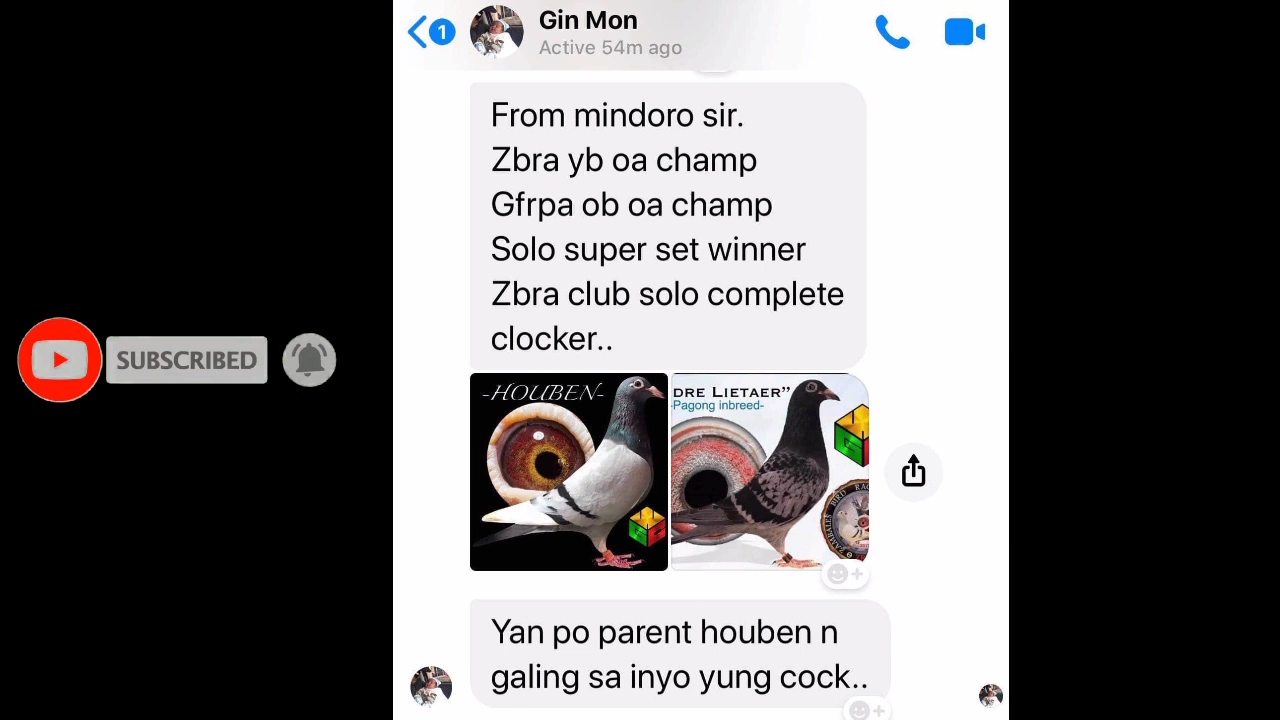 1
Gin Mon
Active 54m ago
From mindoro sir.
Zbra yb oa champ
Gfrpa ob oa champ
Solo super set winner
Zbra club solo complete
clocker..
-HOUBEN-
DRE LIETAER”
-Pagong inbreed-
SUBSCRIBED
Yan po parent houben n
galing sa inyo yung cock..